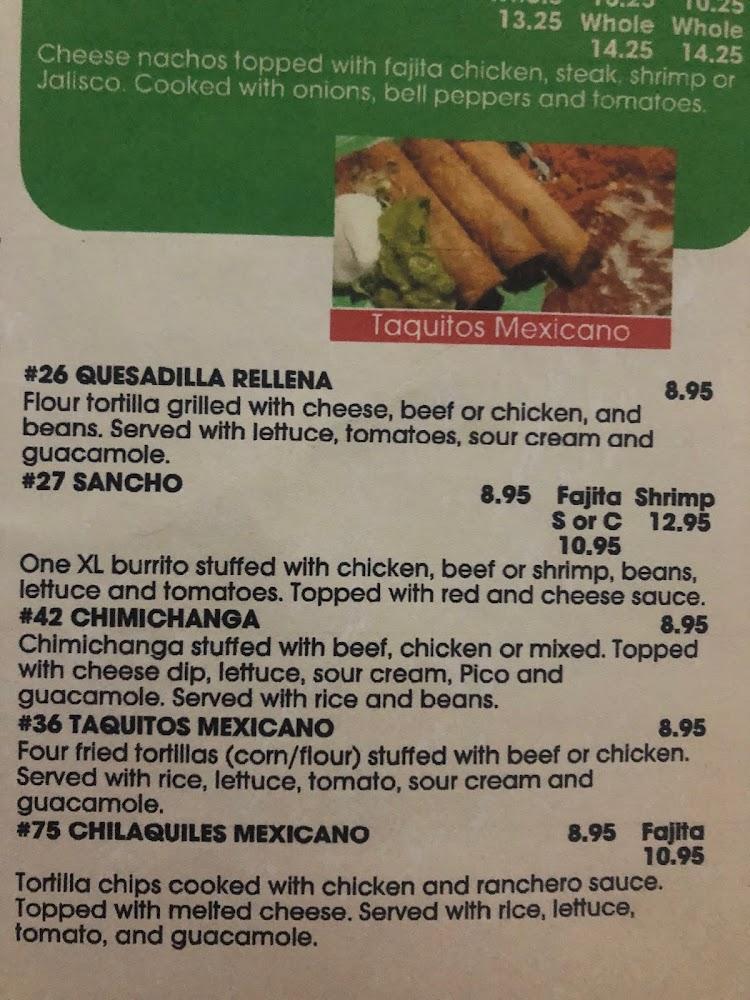 10.25
13.25 Whole Whole
14.25 14.25
Cheese nachos topped with fajita chicken, steak, shrimp or
Jalisco. Cooked with onions, bell peppers and tomatoes.
Taquitos Mexicano
#26 QUESADILLA RELLENA 8.95
Flour tortilla grilled with cheese, beef or chicken, and
beans. Served with lettuce, tomatoes, sour cream and
guacamole.
#27 SANCHO 8.95 Fajita Shrimp
S or C 12.95
10.95
One XL burrito stuffed with chicken, beef or shrimp, beans,
lettuce and tomatoes. Topped with red and cheese sauce.
#42 CHIMICHANGA 8.95
Chimichanga stuffed with beef, chicken or mixed. Topped
with cheese dip, lettuce, sour cream, Pico and
guacamole. Served with rice and beans.
#36 TAQUITOS MEXICANO 8.95
Four fried tortillas (corn/flour) stuffed with beef or chicken.
Served with rice, lettuce, tomato, sour cream and
guacamole.
#75 CHILAQUILES MEXICANO 8.95 Fajita
10.95
Tortilla chips cooked with chicken and ranchero sauce.
Topped with melted cheese. Served with rice, lettuce,
tomato, and guacamole.